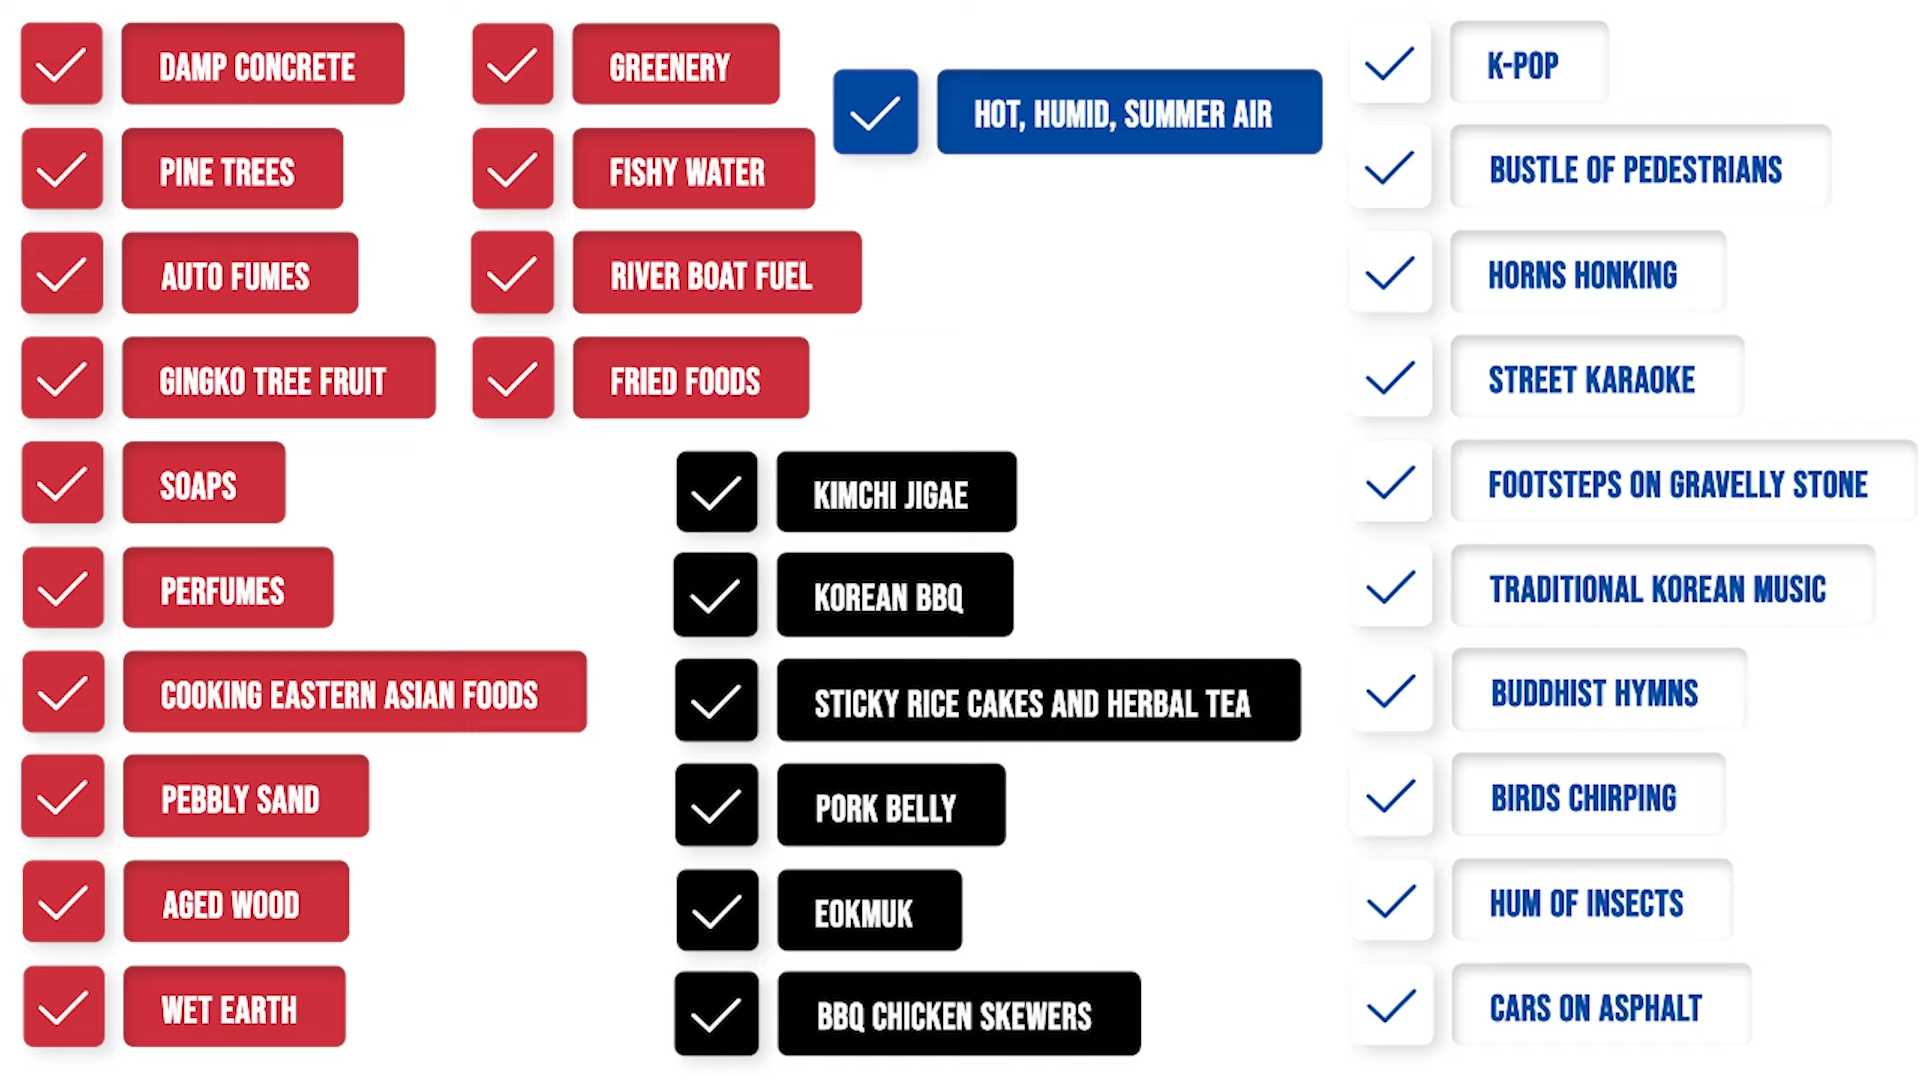 DAMP CONCRETE
PINE TREES
AUTO FUMES
GINGKO TREE FRUIT
SOAPS
PERFUMES
COOKING EASTERN ASIAN FOODS
PEBBLY SAND
AGED WOOD
WET EARTH
GREENERY
FISHY WATER
RIVER BOAT FUEL
FRIED FOODS
HOT, HUMID, SUMMER AIR
KIMCHI JIGAE
KOREAN BBQ
STICKY RICE CAKES AND HERBAL TEA
PORK BELLY
EOKMUK
BBQ CHICKEN SKEWERS
K-POP
BUSTLE OF PEDESTRIANS
HORNS HONKING
STREET KARAOKE
FOOTSTEPS ON GRAVELLY STONE
TRADITIONAL KOREAN MUSIC
BUDDHIST HYMNS
BIRDS CHIRPING
HUM OF INSECTS
CARS ON ASPHALT